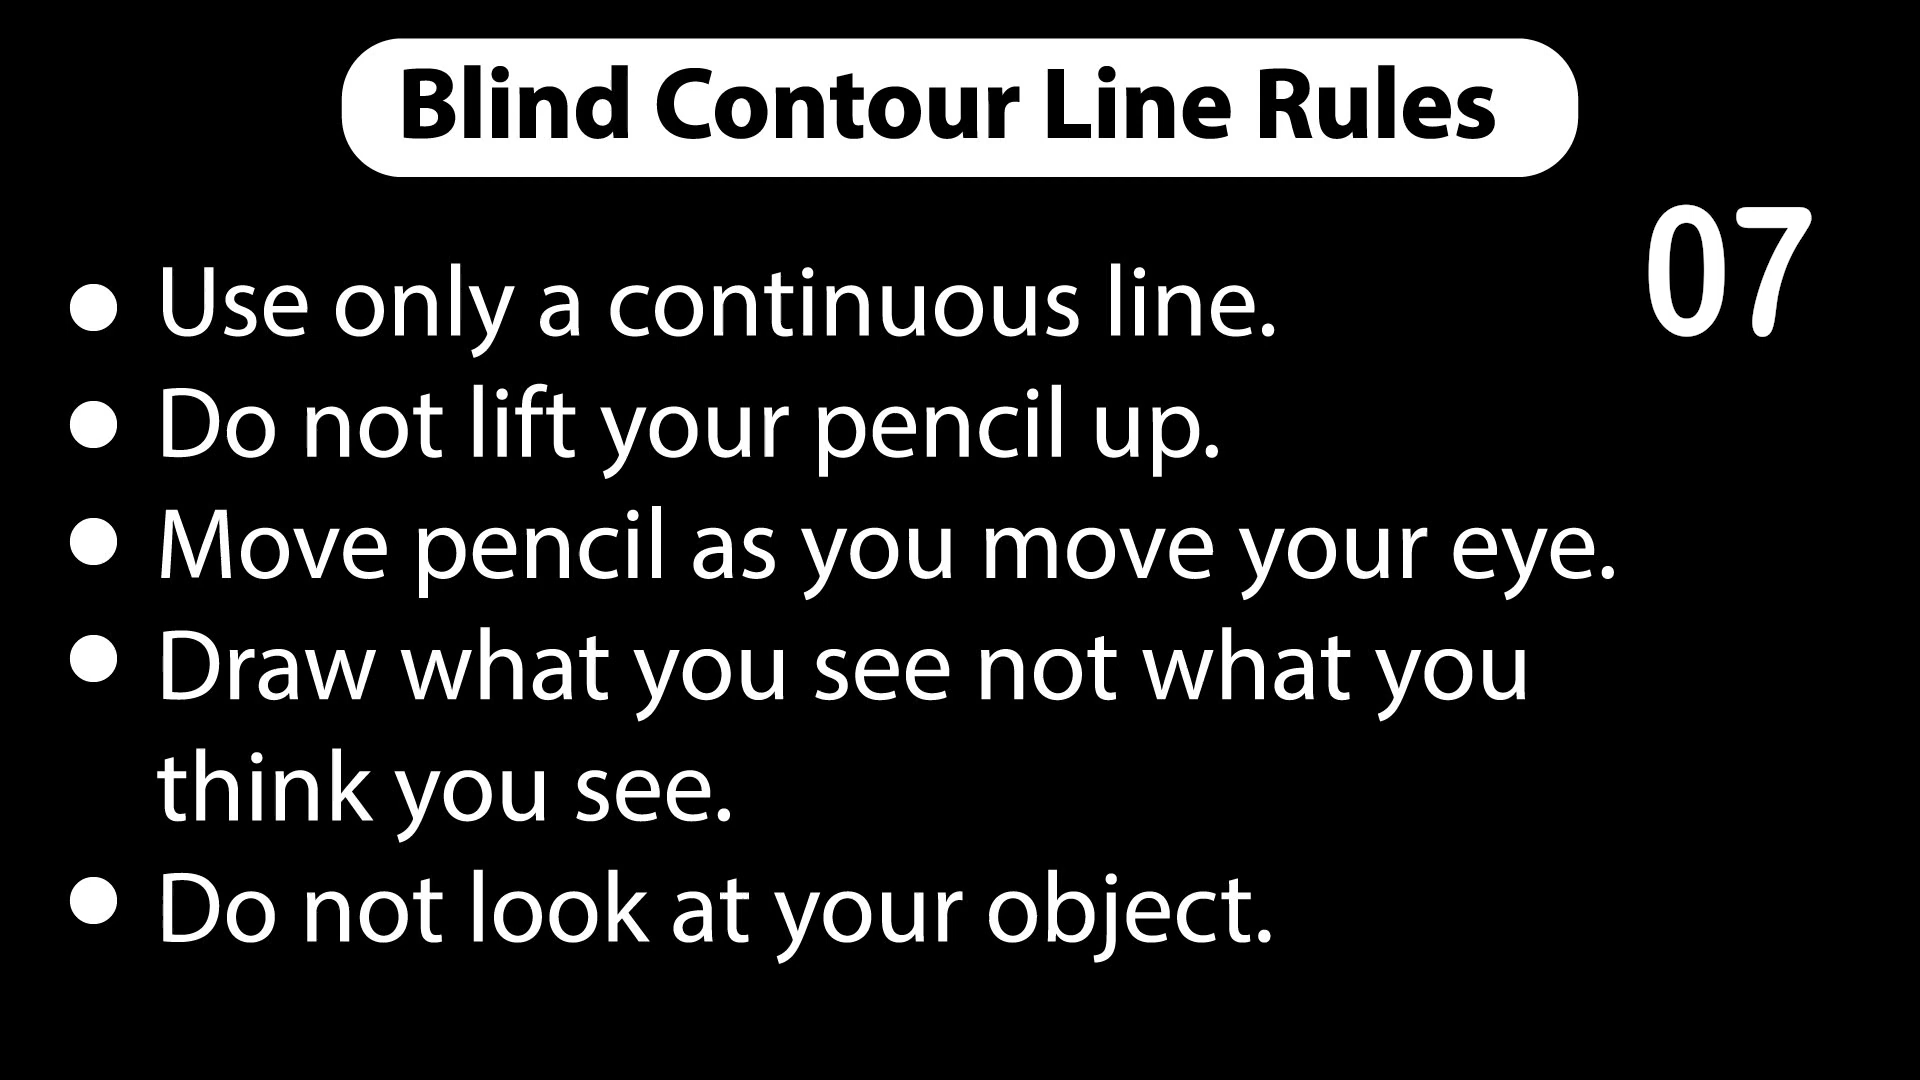 Blind Contour Line Rules
07
● Use only a continuous line.
● Do not lift your pencil up.
● Move pencil as you move your eye.
● Draw what you see not what you
think you see.
● Do not look at your object.